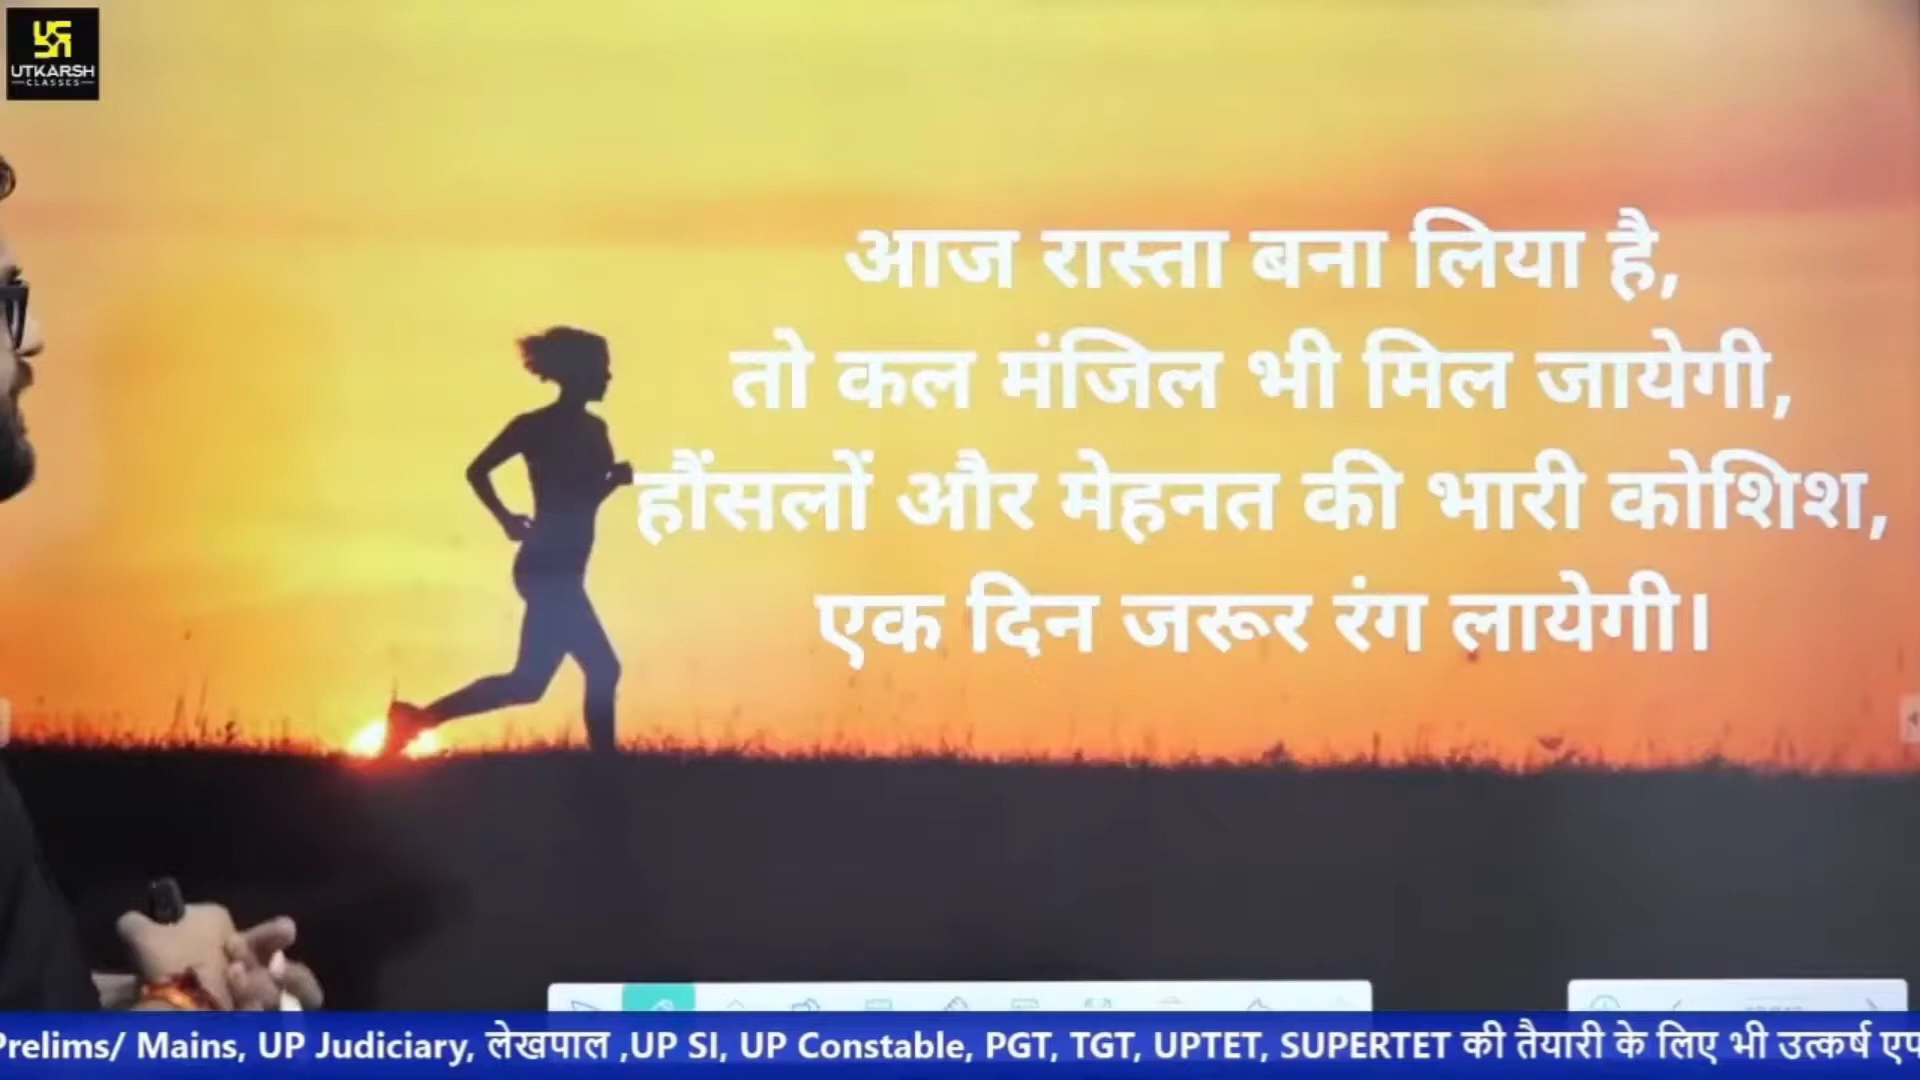 UTKARSH
CLASSES
आज रास्ता बना लिया है,
तो कल मंजिल भी मिल जायेगी,
हौंसलों और मेहनत की भारी कोशिश,
एक दिन जरूर रंग लायेगी।
Prelims/ Mains, UP Judiciary, लेखपाल ,UP SI, UP Constable, PGT, TGT, UPTET, SUPERTET की तैयारी के लिए भी उत्कर्ष